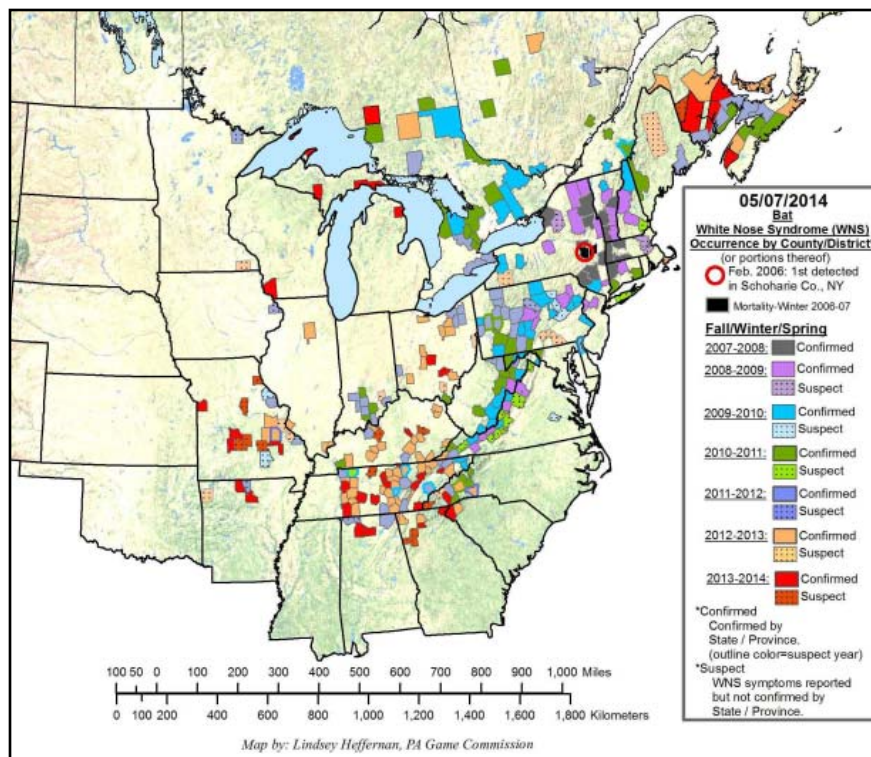 05/07/2014
Bat
White Nose Syndrome (WNS)
Occurrence by County/District
(or portions thereof)
Feb. 2006: 1st detected
in Schoharie Co., NY
Mortality-Winter 2006-07
Fall/Winter/Spring
2007-2008: Confirmed
2008-2009: Confirmed
Suspect
2009-2010: Confirmed
Suspect
2010-2011: Confirmed
Suspect
2011-2012: Confirmed
Suspect
2012-2013: Confirmed
Suspect
2013-2014: Confirmed
Suspect
*Confirmed
Confirmed by
State / Province.
(outline color=suspect year)
*Suspect
WNS symptoms reported
but not confirmed by
State / Province.
100 50 0 100 200 300 400 500 600 700 800 900 1,000 Miles
0 100 200 400 600 800 1,000 1,200 1,400 1,600 1,800 Kilometers
Map by: Lindsey Heffernan, PA Game Commission